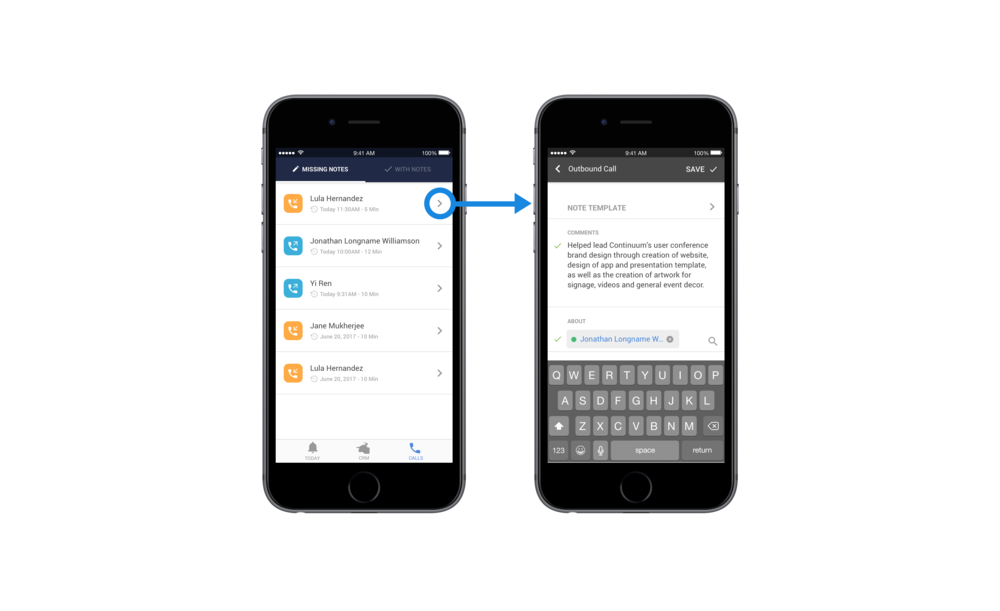 9:41 AM
100%
MISSING NOTES
WITH NOTES
Lula Hernandez
Today 11:30AM - 5 Min
Jonathan Longname Williamson
Today 10:00AM - 12 Min
Yi Ren
Today 9:31AM - 10 Min
Jane Mukherjee
June 20, 2017 - 10 Min
Lula Hernandez
June 20, 2017 - 10 Min
TODAY
CRM
CALLS
9:41 AM
100%
Outbound Call
SAVE
NOTE TEMPLATE
COMMENTS
Helped lead Continuum's user conference
brand design through creation of website,
design of app and presentation template,
as well as the creation of artwork for
signage, videos and general event decor.
ABOUT
Jonathan Longname W...
Q W E R T Y U I O P
A S D F G H J K L
Z X C V B N M
123 space return